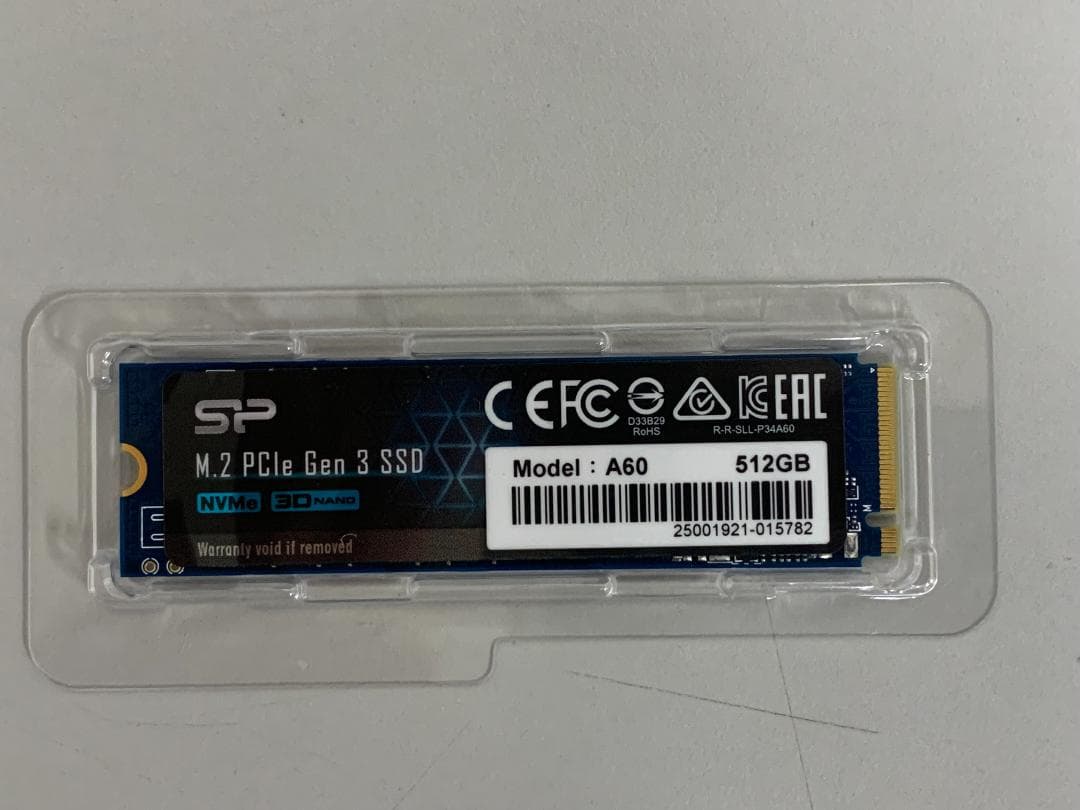 SP
M.2 PCIe Gen 3 SSD
NVMe 3D NAND
Warranty void if removed
CE FC EAC
D33B29
RoHS
R-R-SLL-P34A60
Model : A60 512GB
25001921-015782
M